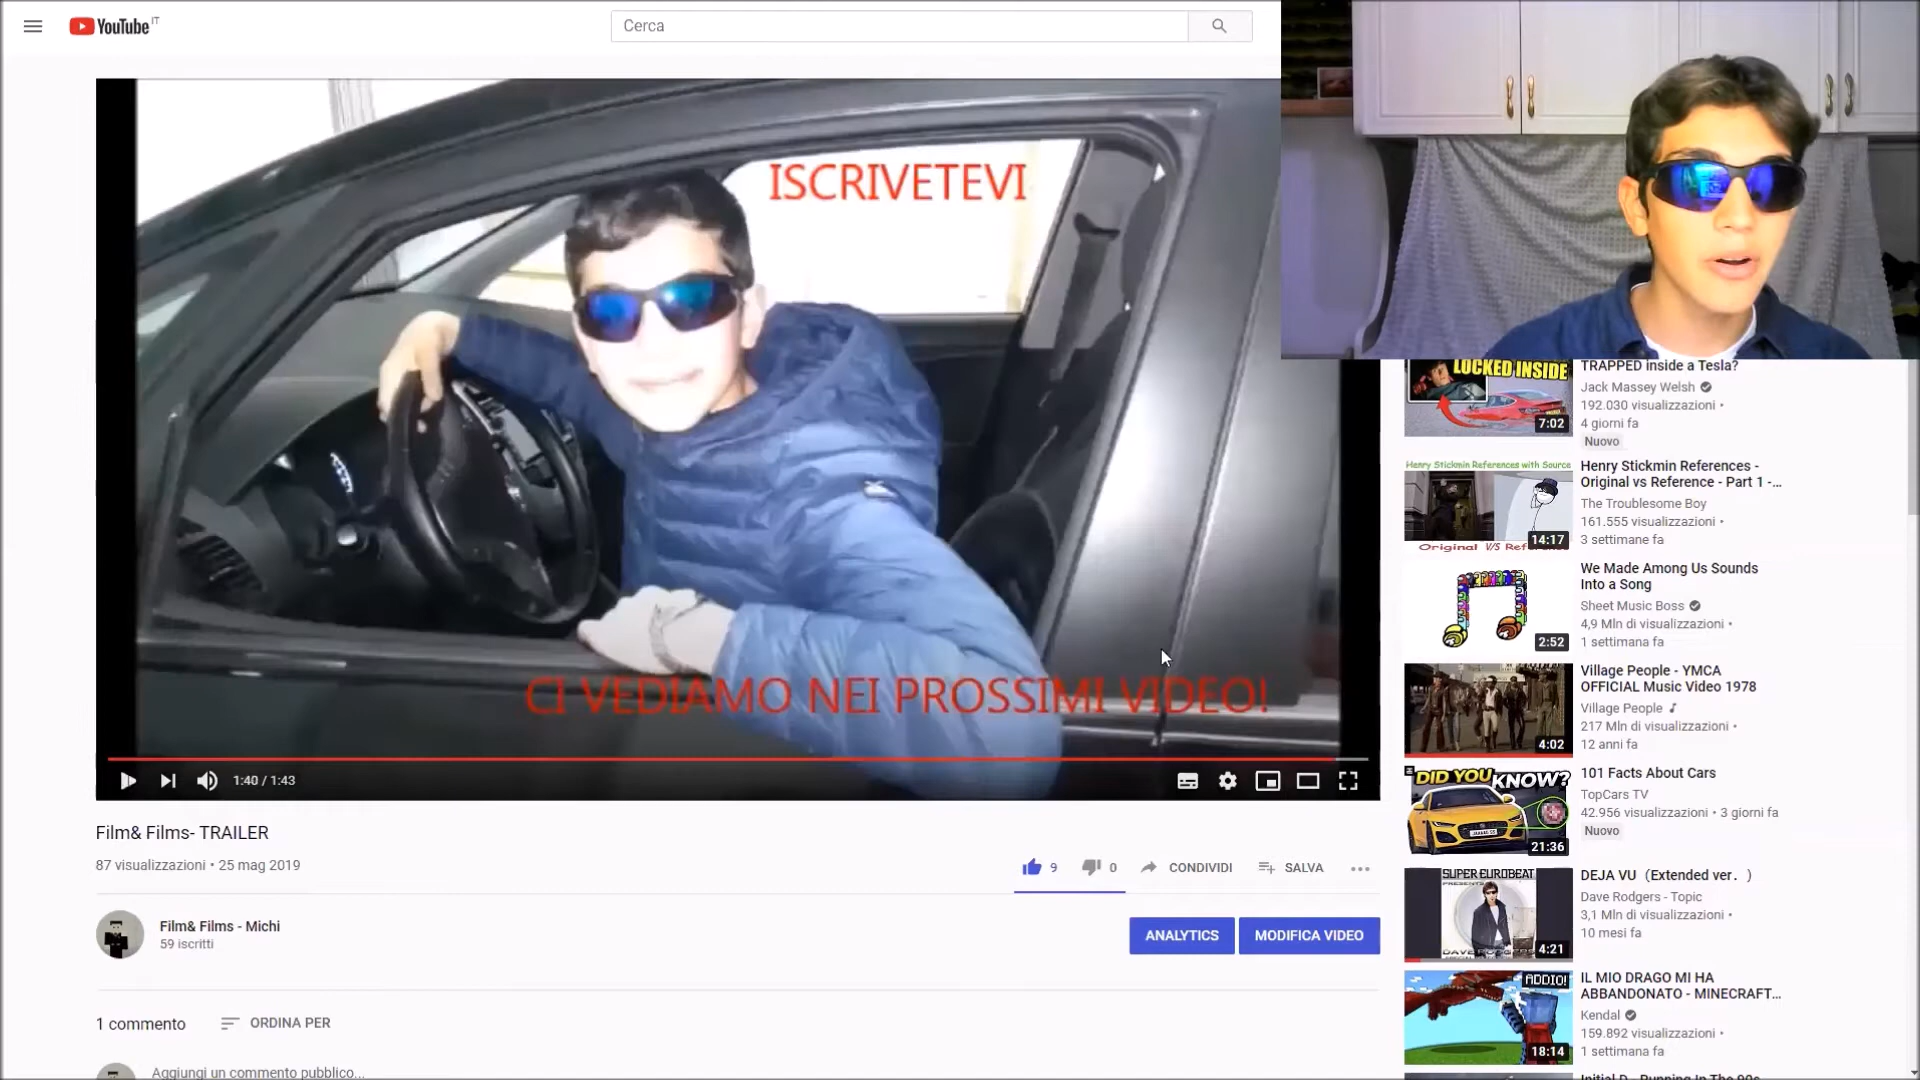 YouTube IT
Cerca
ISCRIVETEVI
CI VEDIAMO NEI PROSSIMI VIDEO!
1:40 / 1:43
Film& Films- TRAILER
87 visualizzazioni • 25 mag 2019
9
0
CONDIVIDI
SALVA
Film& Films - Michi
59 iscritti
ANALYTICS
MODIFICA VIDEO
1 commento
ORDINA PER
Aggiungi un commento pubblico...
LOCKED INSIDE
7:02
TRAPPED inside a Tesla?
Jack Massey Welsh
192.030 visualizzazioni •
4 giorni fa
Nuovo
Henry Stickmin References with Source
Original V/S
14:17
Henry Stickmin References -
Original vs Reference - Part 1 -...
The Troublesome Boy
161.555 visualizzazioni •
3 settimane fa
2:52
We Made Among Us Sounds
Into a Song
Sheet Music Boss
4,9 Mln di visualizzazioni •
1 settimana fa
4:02
Village People - YMCA
OFFICIAL Music Video 1978
Village People
217 Mln di visualizzazioni •
12 anni fa
DID YOU KNOW?
21:36
101 Facts About Cars
TopCars TV
42.956 visualizzazioni • 3 giorni fa
Nuovo
SUPER EUROBEAT
PRESENTS
4:21
DEJA VU (Extended ver. )
Dave Rodgers - Topic
3,1 Mln di visualizzazioni •
10 mesi fa
ADDIO!
18:14
IL MIO DRAGO MI HA
ABBANDONATO - MINECRAFT...
Kendal
159.892 visualizzazioni •
1 settimana fa